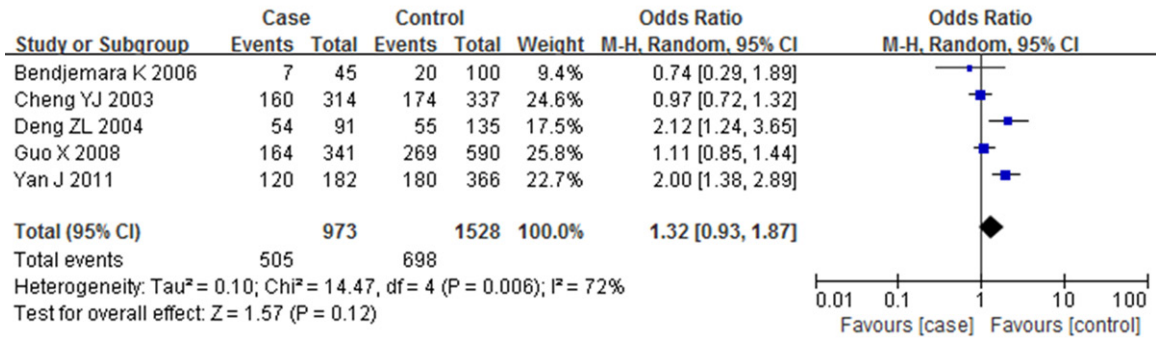 Case Control Odds Ratio Odds Ratio
Study or Subgroup Events Total Events Total Weight M-H, Random, 95% CI M-H, Random, 95% CI
Bendjemara K 2006 7 45 20 100 9.4% 0.74 [0.29, 1.89]
Cheng YJ 2003 160 314 174 337 24.6% 0.97 [0.72, 1.32]
Deng ZL 2004 54 91 55 135 17.5% 2.12 [1.24, 3.65]
Guo X 2008 164 341 269 590 25.8% 1.11 [0.85, 1.44]
Yan J 2011 120 182 180 366 22.7% 2.00 [1.38, 2.89]
Total (95% CI) 973 1528 100.0% 1.32 [0.93, 1.87]
Total events 505 698
Heterogeneity: Tau² = 0.10; Chi² = 14.47, df = 4 (P = 0.006); I² = 72%
Test for overall effect: Z = 1.57 (P = 0.12)
0.01 0.1 1 10 100
Favours [case] Favours [control]